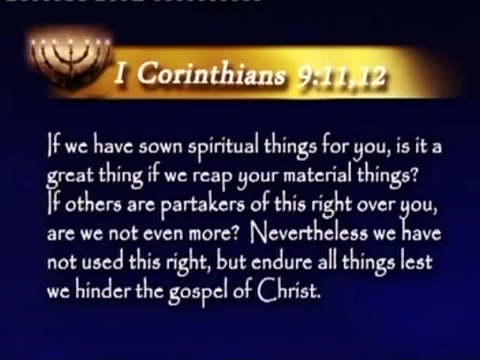 I Corinthians 9:11,12
If we have sown spiritual things for you, is it a
great thing if we reap your material things?
If others are partakers of this right over you,
are we not even more? Nevertheless we have
not used this right, but endure all things lest
we hinder the gospel of Christ.